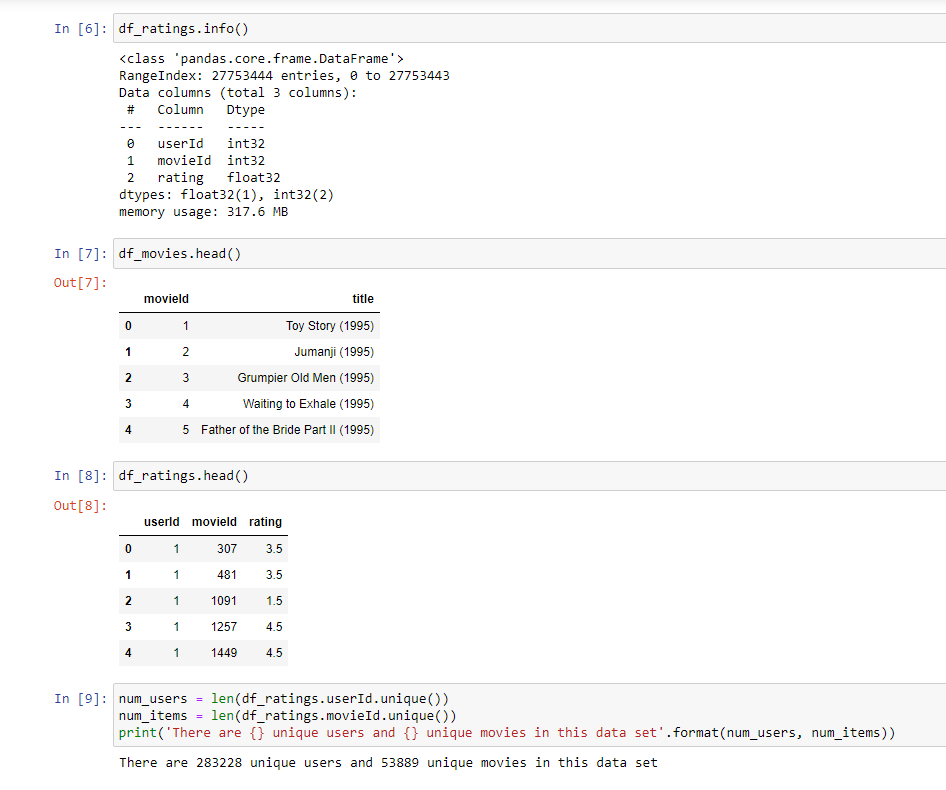 In [6]: df_ratings.info()
<class 'pandas.core.frame.DataFrame'>
RangeIndex: 27753444 entries, 0 to 27753443
Data columns (total 3 columns):
# Column Dtype
--- ------ -----
0 userId int32
1 movieId int32
2 rating float32
dtypes: float32(1), int32(2)
memory usage: 317.6 MB
In [7]: df_movies.head()
Out[7]:
movieId title
0 1 Toy Story (1995)
1 2 Jumanji (1995)
2 3 Grumpier Old Men (1995)
3 4 Waiting to Exhale (1995)
4 5 Father of the Bride Part II (1995)
In [8]: df_ratings.head()
Out[8]:
userId movieId rating
0 1 307 3.5
1 1 481 3.5
2 1 1091 1.5
3 1 1257 4.5
4 1 1449 4.5
In [9]: num_users = len(df_ratings.userId.unique())
num_items = len(df_ratings.movieId.unique())
print('There are {} unique users and {} unique movies in this data set'.format(num_users, num_items))
There are 283228 unique users and 53889 unique movies in this data set